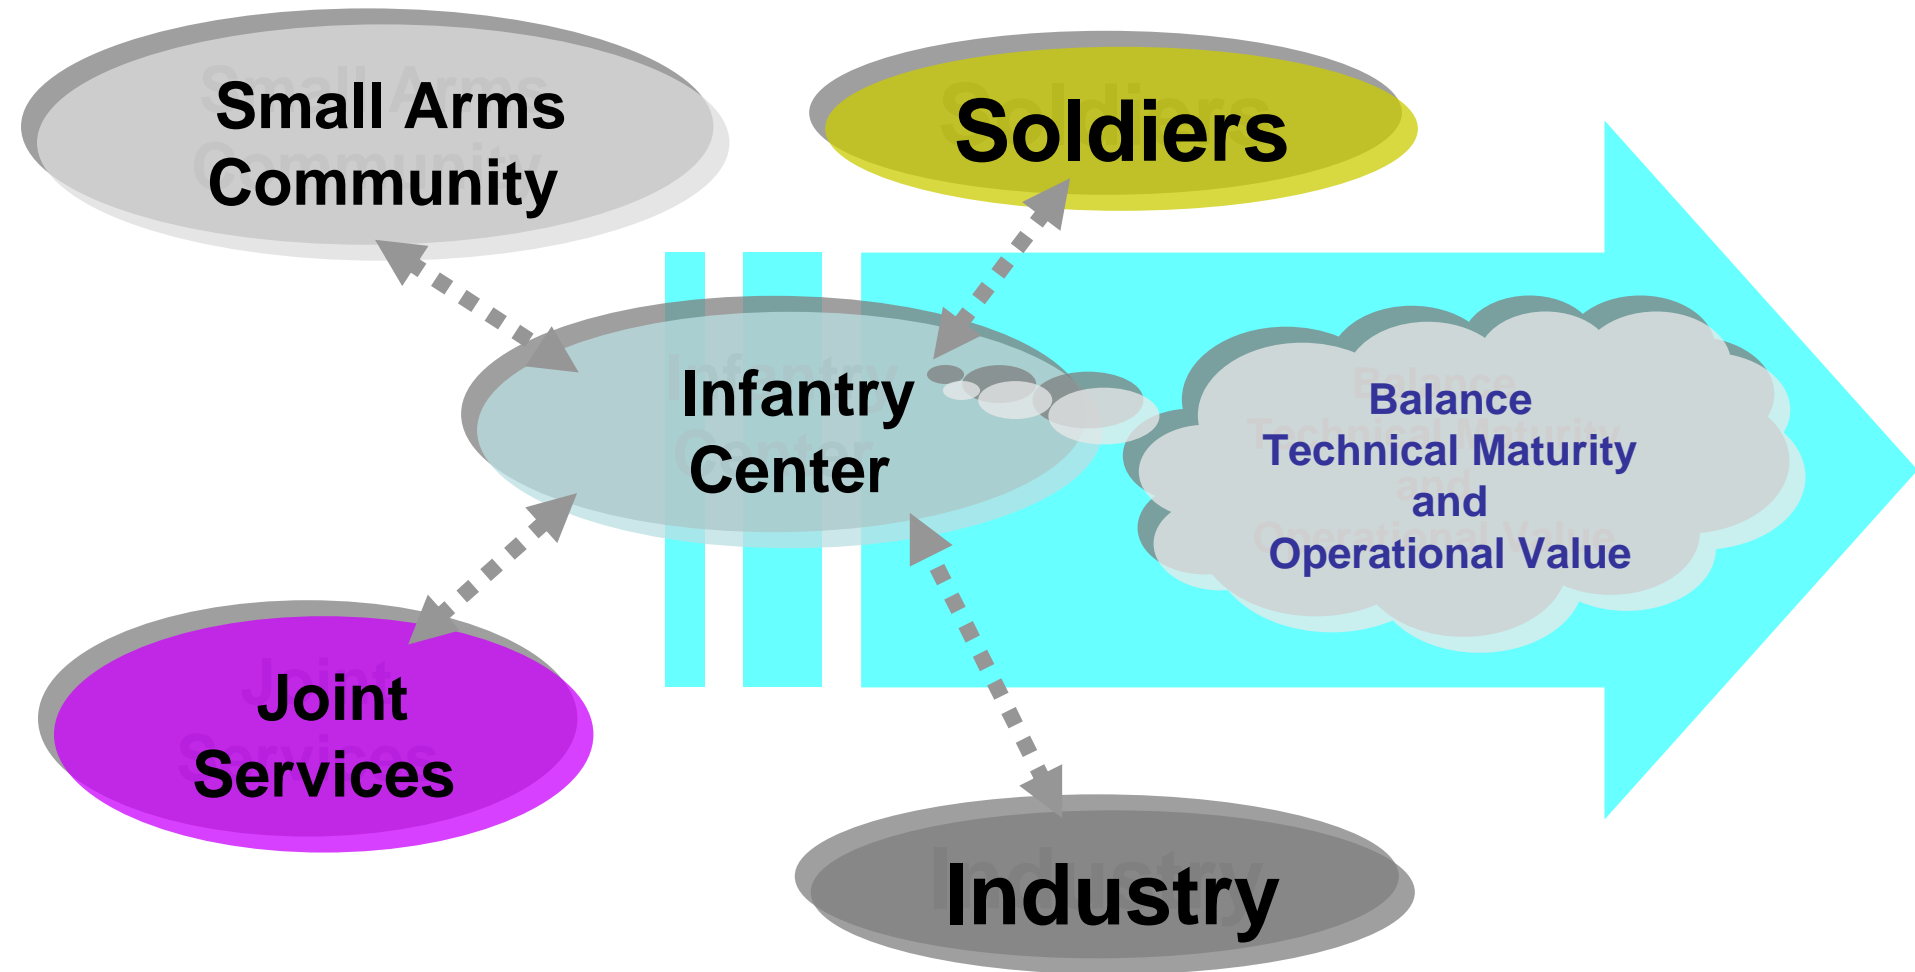 Small Arms
Community
Soldiers
Infantry
Center
Balance
Technical Maturity
and
Operational Value
Joint
Services
Industry